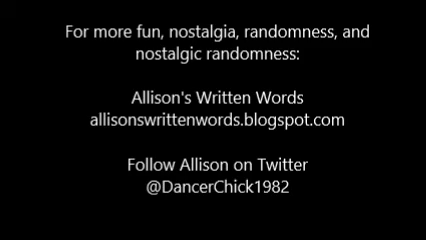 For more fun, nostalgia, randomness, and
nostalgic randomness:
Allison's Written Words
allisonswrittenwords.blogspot.com
Follow Allison on Twitter
@DancerChick1982